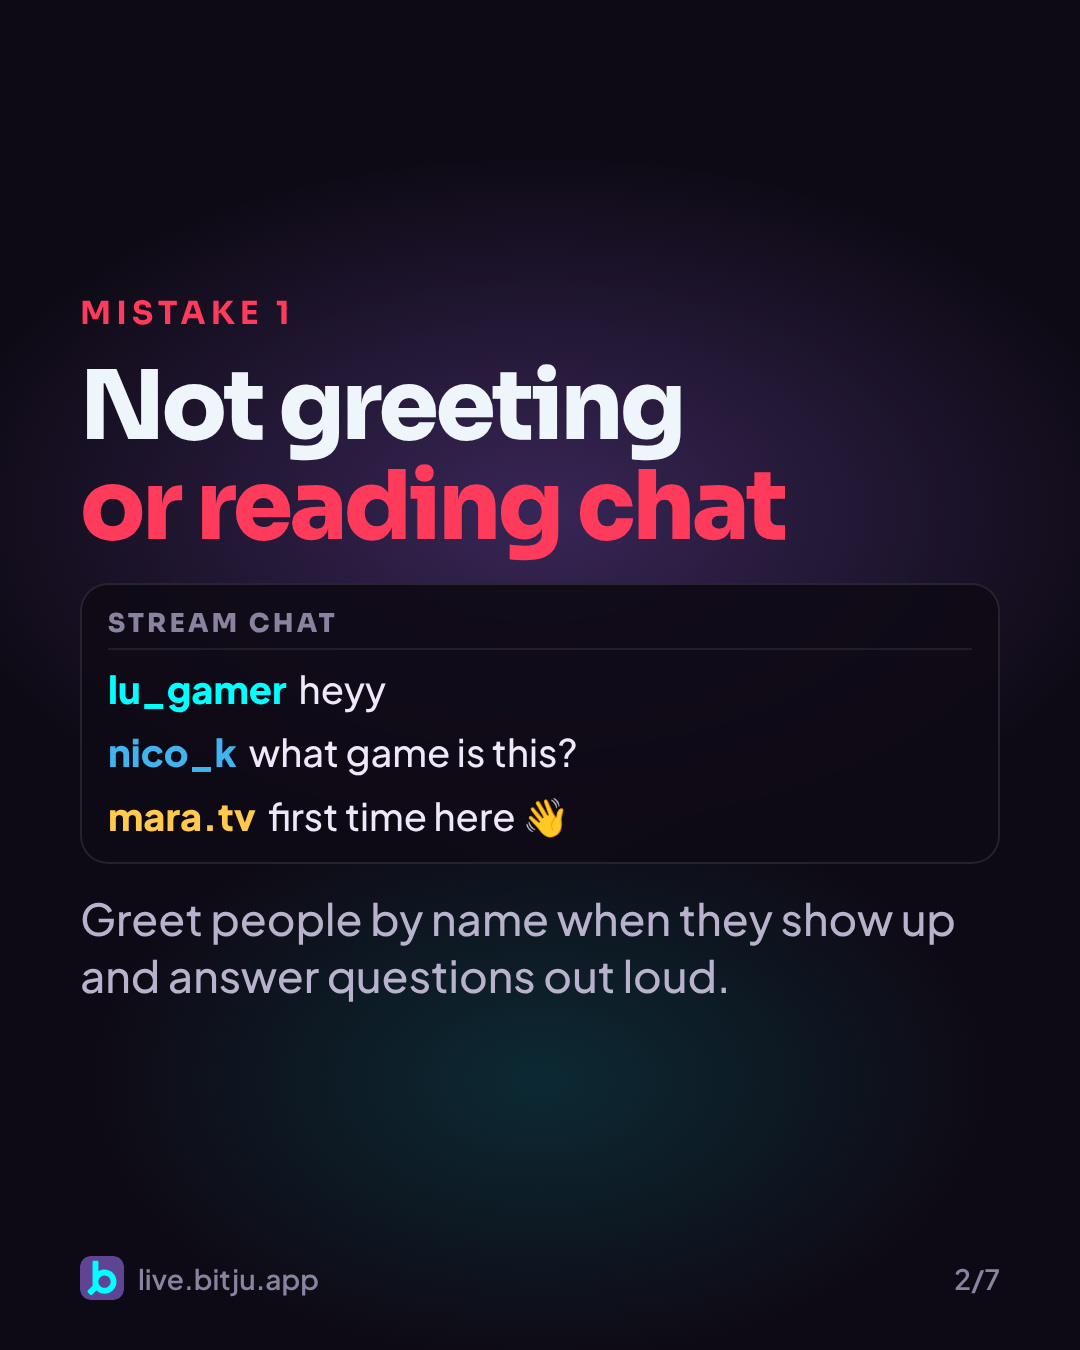 MISTAKE 1
Not greeting
or reading chat
STREAM CHAT
lu_gamer heyy
nico_k what game is this?
mara.tv first time here 👋
Greet people by name when they show up
and answer questions out loud.
live.bitju.app
2/7